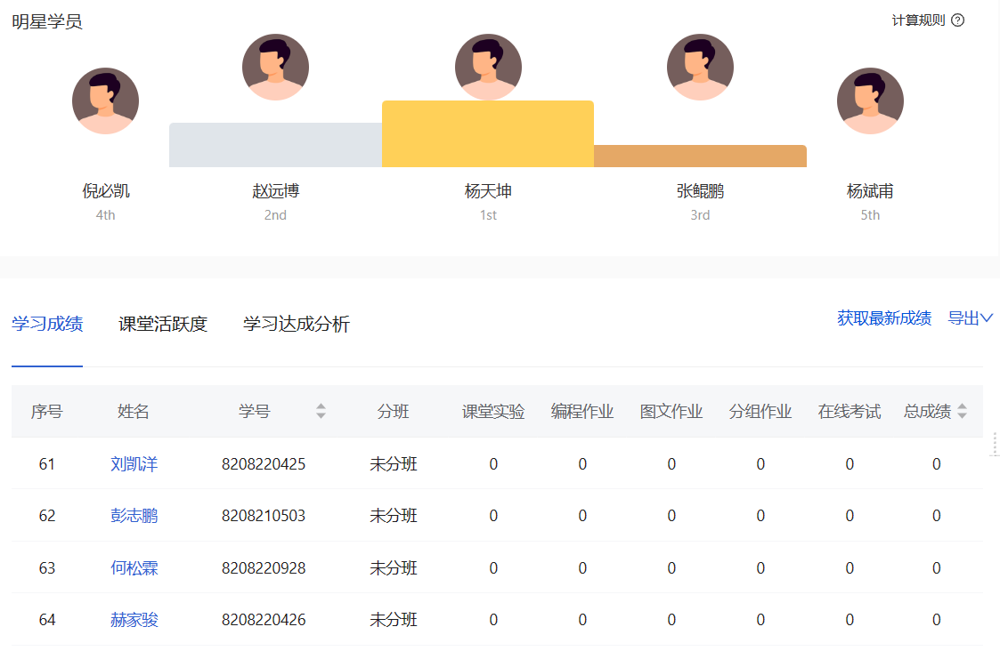 明星学员
计算规则
倪必凯 赵远博 杨天坤 张鲲鹏 杨斌甫
4th 2nd 1st 3rd 5th
学习成绩 课堂活跃度 学习达成分析 获取最新成绩 导出
序号 姓名 学号 分班 课堂实验 编程作业 图文作业 分组作业 在线考试 总成绩
61 刘凯洋 8208220425 未分班 0 0 0 0 0 0
62 彭志鹏 8208210503 未分班 0 0 0 0 0 0
63 何松霖 8208220928 未分班 0 0 0 0 0 0
64 赫家骏 8208220426 未分班 0 0 0 0 0 0